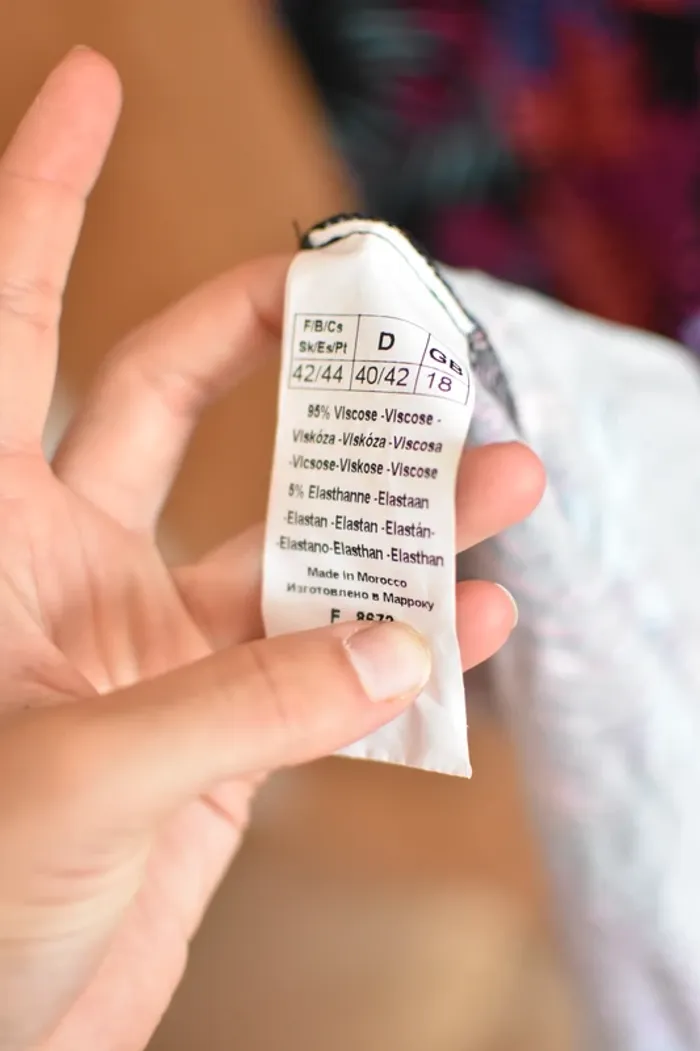 F/B/Cs D GB
Sk/Es/Pt
42/44 40/42 18
95% Viscose -Viscose -
Viskóza -Viskóza -Viscosa
-Vicsose-Viskose -Viscose
5% Elasthanne -Elastaan
-Elastan -Elastan -Elastán-
-Elastano-Elasthan -Elasthan
Made in Morocco
Изготовлено в Марроку
F